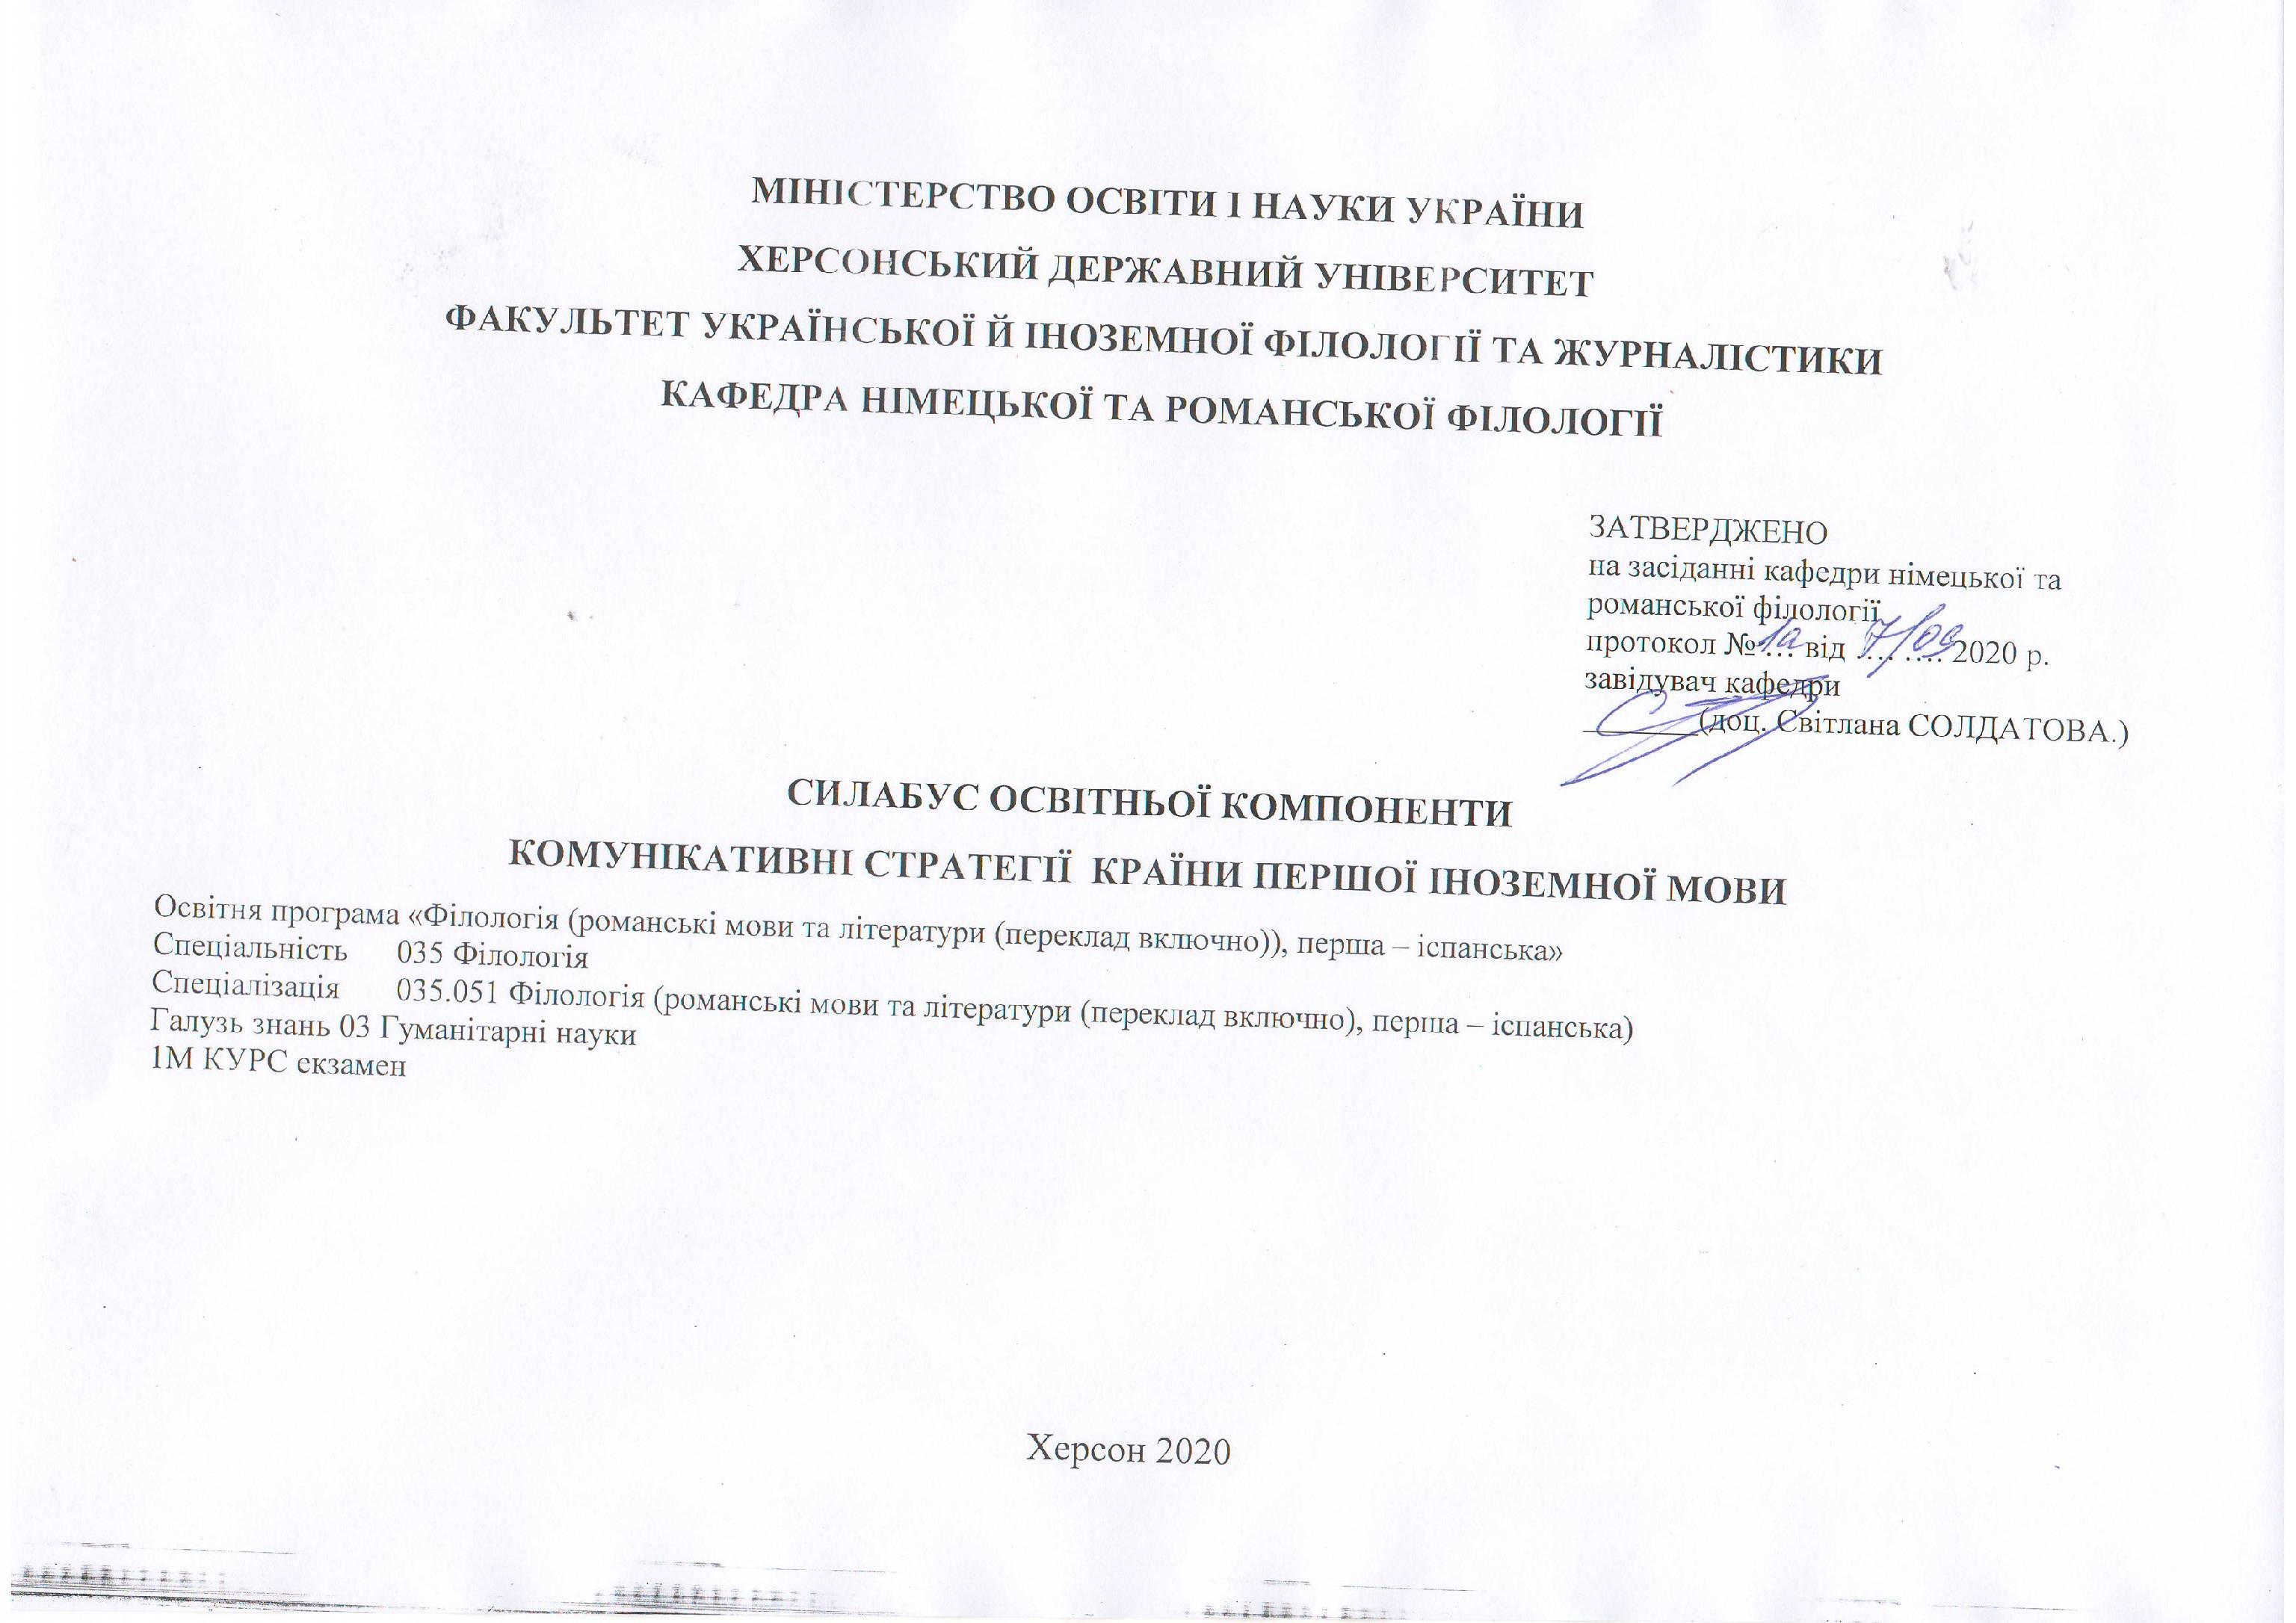 МІНІСТЕРСТВО ОСВІТИ І НАУКИ УКРАЇНИ
ХЕРСОНСЬКИЙ ДЕРЖАВНИЙ УНІВЕРСИТЕТ
ФАКУЛЬТЕТ УКРАЇНСЬКОЇ Й ІНОЗЕМНОЇ ФІЛОЛОГІЇ ТА ЖУРНАЛІСТИКИ
КАФЕДРА НІМЕЦЬКОЇ ТА РОМАНСЬКОЇ ФІЛОЛОГІЇ
ЗАТВЕРДЖЕНО
на засіданні кафедри німецької та
романської філології
протокол № 1а від 7/09 2020 р.
завідувач кафедри
(доц. Світлана СОЛДАТОВА.)
СИЛАБУС ОСВІТНЬОЇ КОМПОНЕНТИ
КОМУНІКАТИВНІ СТРАТЕГІЇ КРАЇНИ ПЕРШОЇ ІНОЗЕМНОЇ МОВИ
Освітня програма «Філологія (романські мови та літератури (переклад включно)), перша – іспанська»
Спеціальність 035 Філологія
Спеціалізація 035.051 Філологія (романські мови та літератури (переклад включно), перша – іспанська)
Галузь знань 03 Гуманітарні науки
1М КУРС екзамен
Херсон 2020